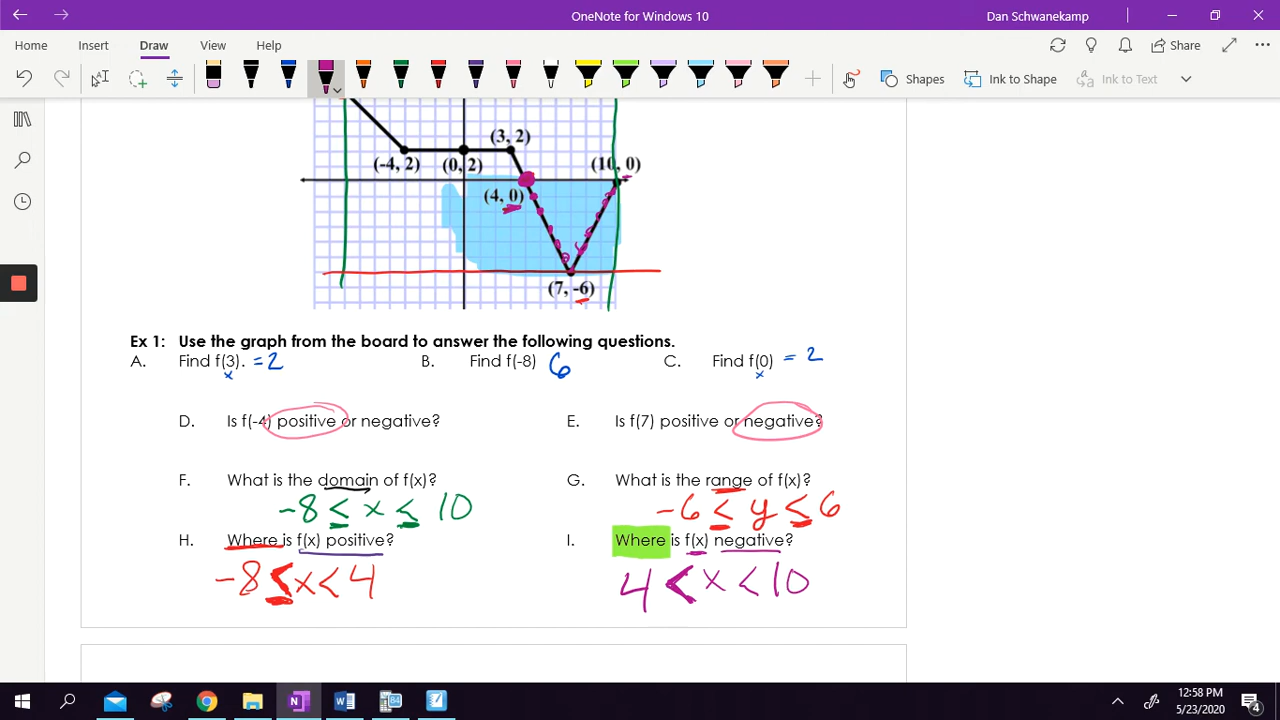 OneNote for Windows 10
Dan Schwanekamp
Home Insert Draw View Help
Share
Shapes Ink to Shape Ink to Text
(3, 2)
(-4, 2) (0, 2) (10, 0)
(4, 0)
(7, -6)
Ex 1: Use the graph from the board to answer the following questions.
A. Find f(3). = 2 B. Find f(-8) 6 C. Find f(0) = 2
x x
D. Is f(-4) positive or negative? E. Is f(7) positive or negative?
F. What is the domain of f(x)? G. What is the range of f(x)?
-8 ≤ x ≤ 10 -6 ≤ y ≤ 6
H. Where is f(x) positive? I. Where is f(x) negative?
-8 ≤ x < 4 4 < x < 10
12:58 PM
5/23/2020
4